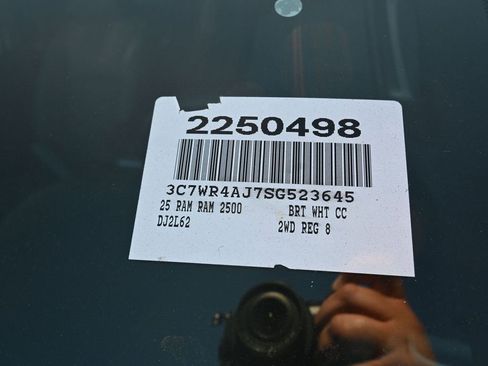 2250498
3C7WR4AJ7SG523645
25 RAM RAM 2500 BRT WHT CC
DJ2L62 2WD REG 8